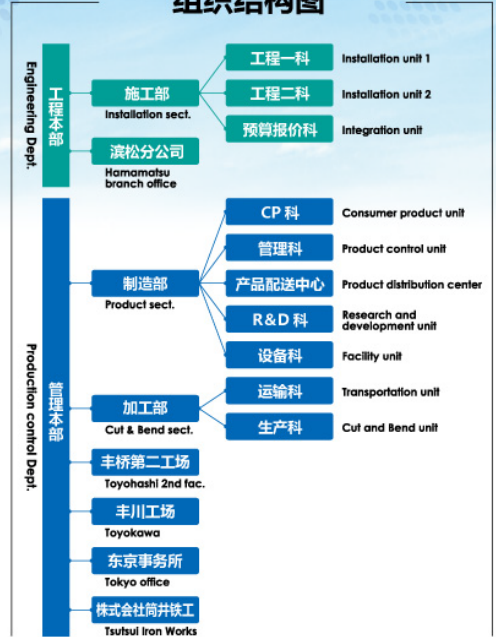 组织结构图
工程本部
Engineering Dept.
施工部
Installation sect.
工程一科
Installation unit 1
工程二科
Installation unit 2
预算报价科
Integration unit
滨松分公司
Hamamatsu
branch office
管理本部
Production control Dept.
制造部
Product sect.
CP 科
Consumer product unit
管理科
Product control unit
产品配送中心
Product distribution center
R&D 科
Research and
development unit
设备科
Facility unit
加工部
Cut & Bend sect.
运输科
Transportation unit
生产科
Cut and Bend unit
丰桥第二工场
Toyohashi 2nd fac.
丰川工场
Toyokawa
东京事务所
Tokyo office
株式会社筒井铁工
Tsutsui Iron Works